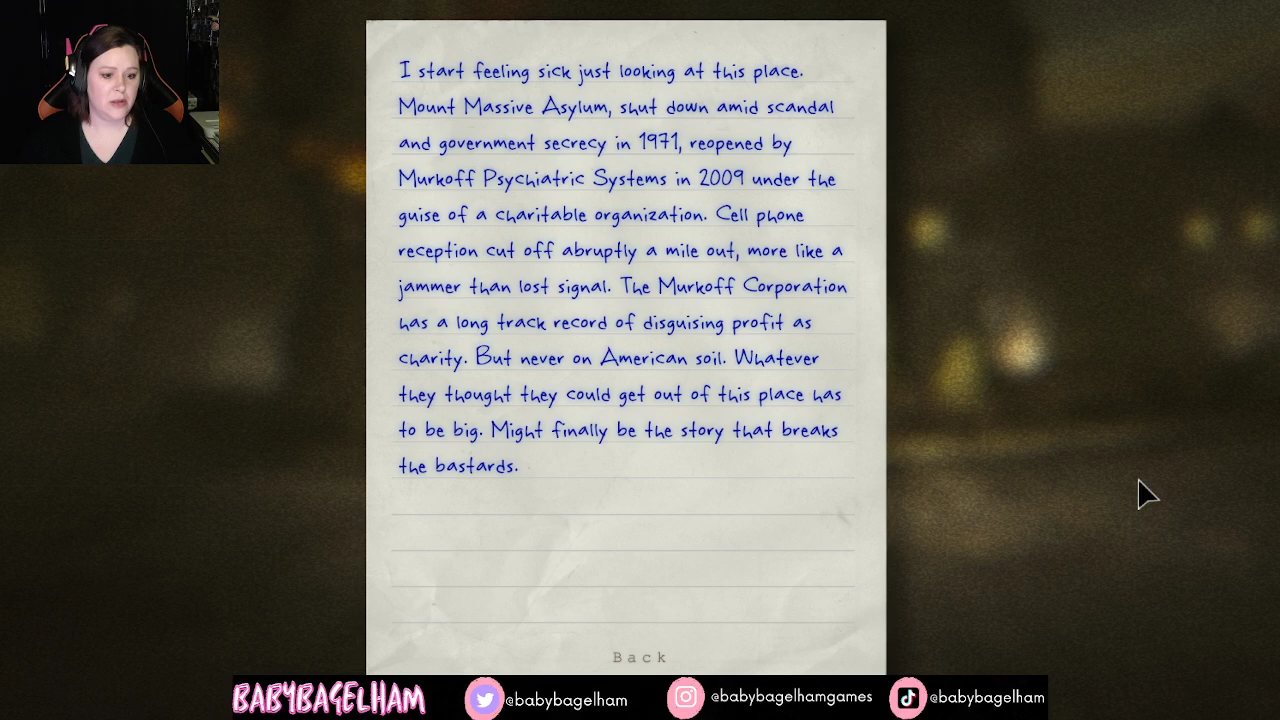 I start feeling sick just looking at this place.
Mount Massive Asylum, shut down amid scandal
and government secrecy in 1971, reopened by
Murkoff Psychiatric Systems in 2009 under the
guise of a charitable organization. Cell phone
reception cut off abruptly a mile out, more like a
jammer than lost signal. The Murkoff Corporation
has a long track record of disguising profit as
charity. But never on American soil. Whatever
they thought they could get out of this place has
to be big. Might finally be the story that breaks
the bastards.
Back
BABYBAGELHAM @babybagelham @babybagelhamgames @babybagelham